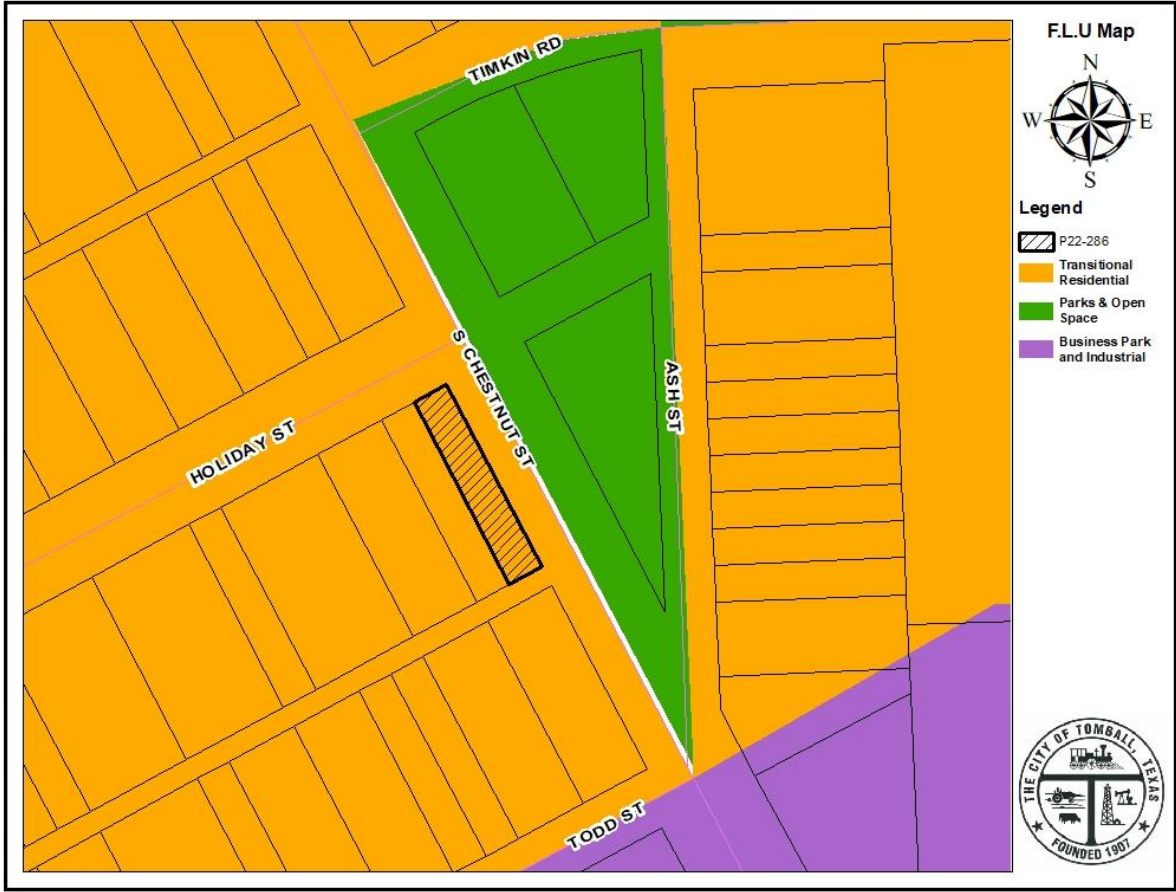 F.L.U Map
N
W
E
S
Legend
P22-286
Transitional
Residential
Parks & Open
Space
Business Park
and Industrial
TIMKIN RD
S CHESTNUT ST
ASH ST
HOLIDAY ST
TODD ST
THE CITY OF TOMBALL, TEXAS
FOUNDED 1907